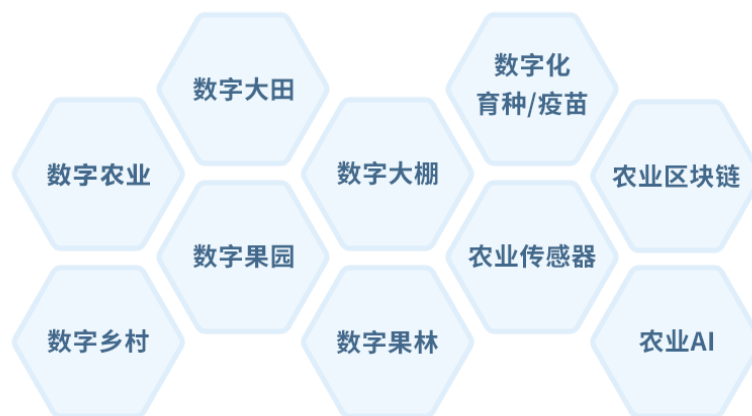 数字大田
数字化
育种/疫苗
数字农业
数字大棚
农业区块链
数字果园
农业传感器
数字乡村
数字果林
农业AI